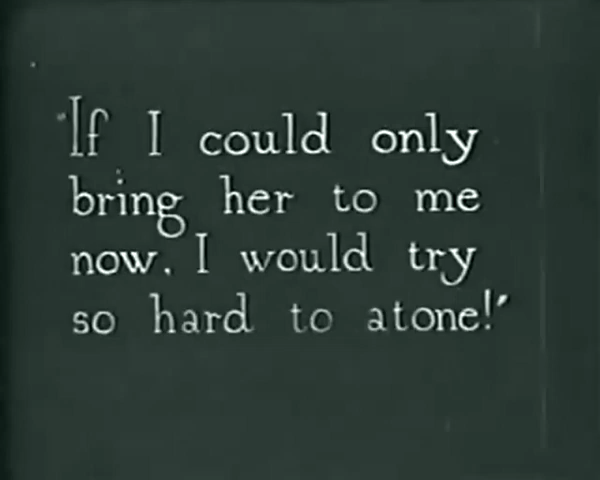 "If I could only
bring her to me
now, I would try
so hard to atone!"